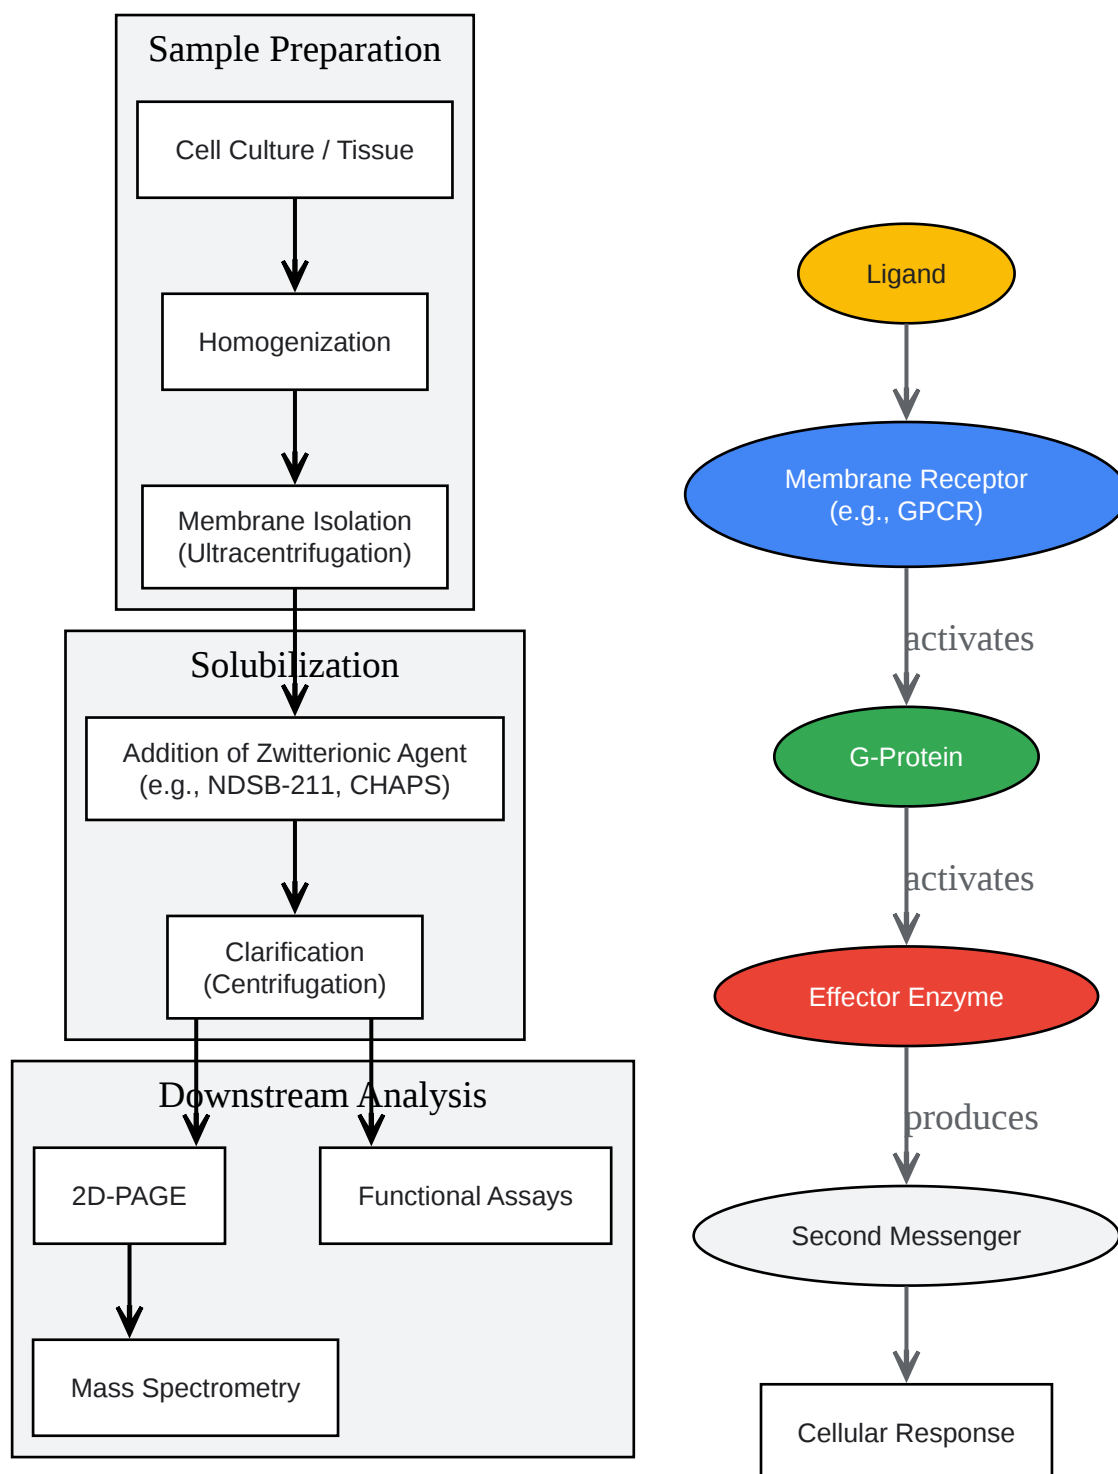 Sample Preparation
Cell Culture / Tissue
Homogenization
Membrane Isolation
(Ultracentrifugation)
Solubilization
Addition of Zwitterionic Agent
(e.g., NDSB-211, CHAPS)
Clarification
(Centrifugation)
Downstream Analysis
2D-PAGE
Functional Assays
Mass Spectrometry
Ligand
Membrane Receptor
(e.g., GPCR)
activates
G-Protein
activates
Effector Enzyme
produces
Second Messenger
Cellular Response